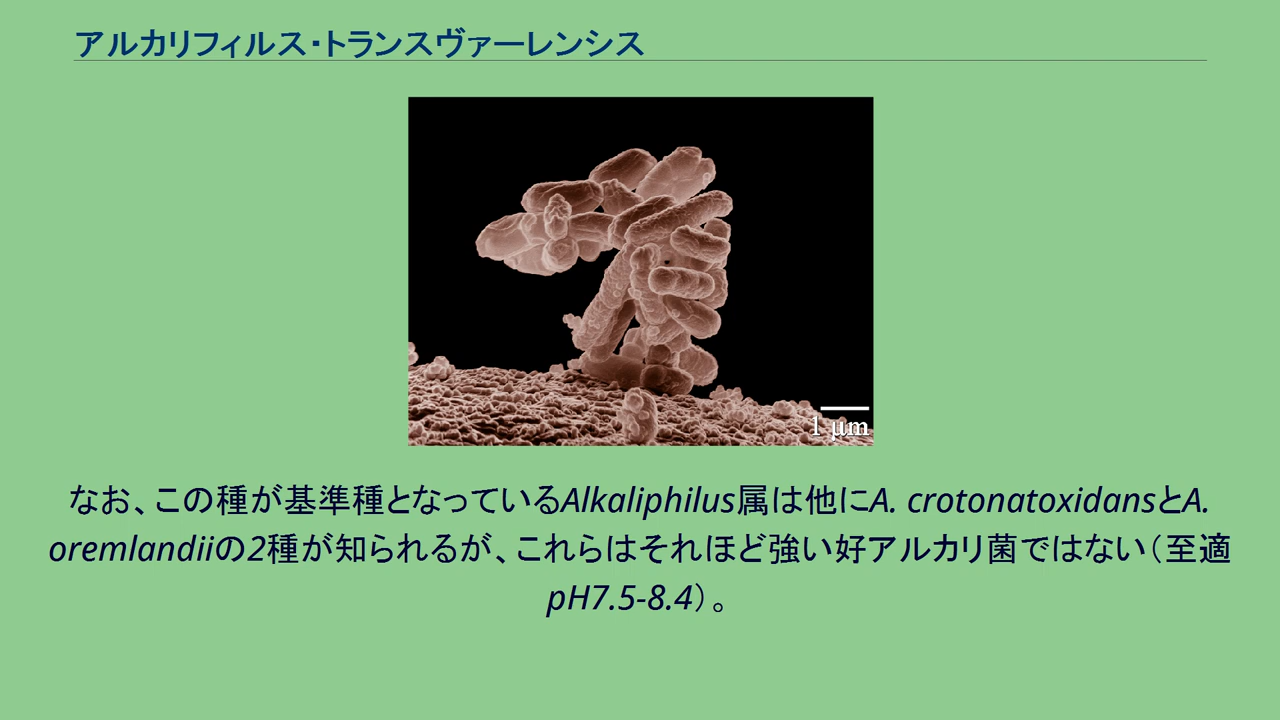 アルカリフィルス・トランスヴァーレンシス
1 µm
なお、この種が基準種となっているAlkaliphilus属は他にA. crotonatoxidansとA.
oremlandiiの2種が知られるが、これらはそれほど強い好アルカリ菌ではない（至適
pH7.5-8.4）。